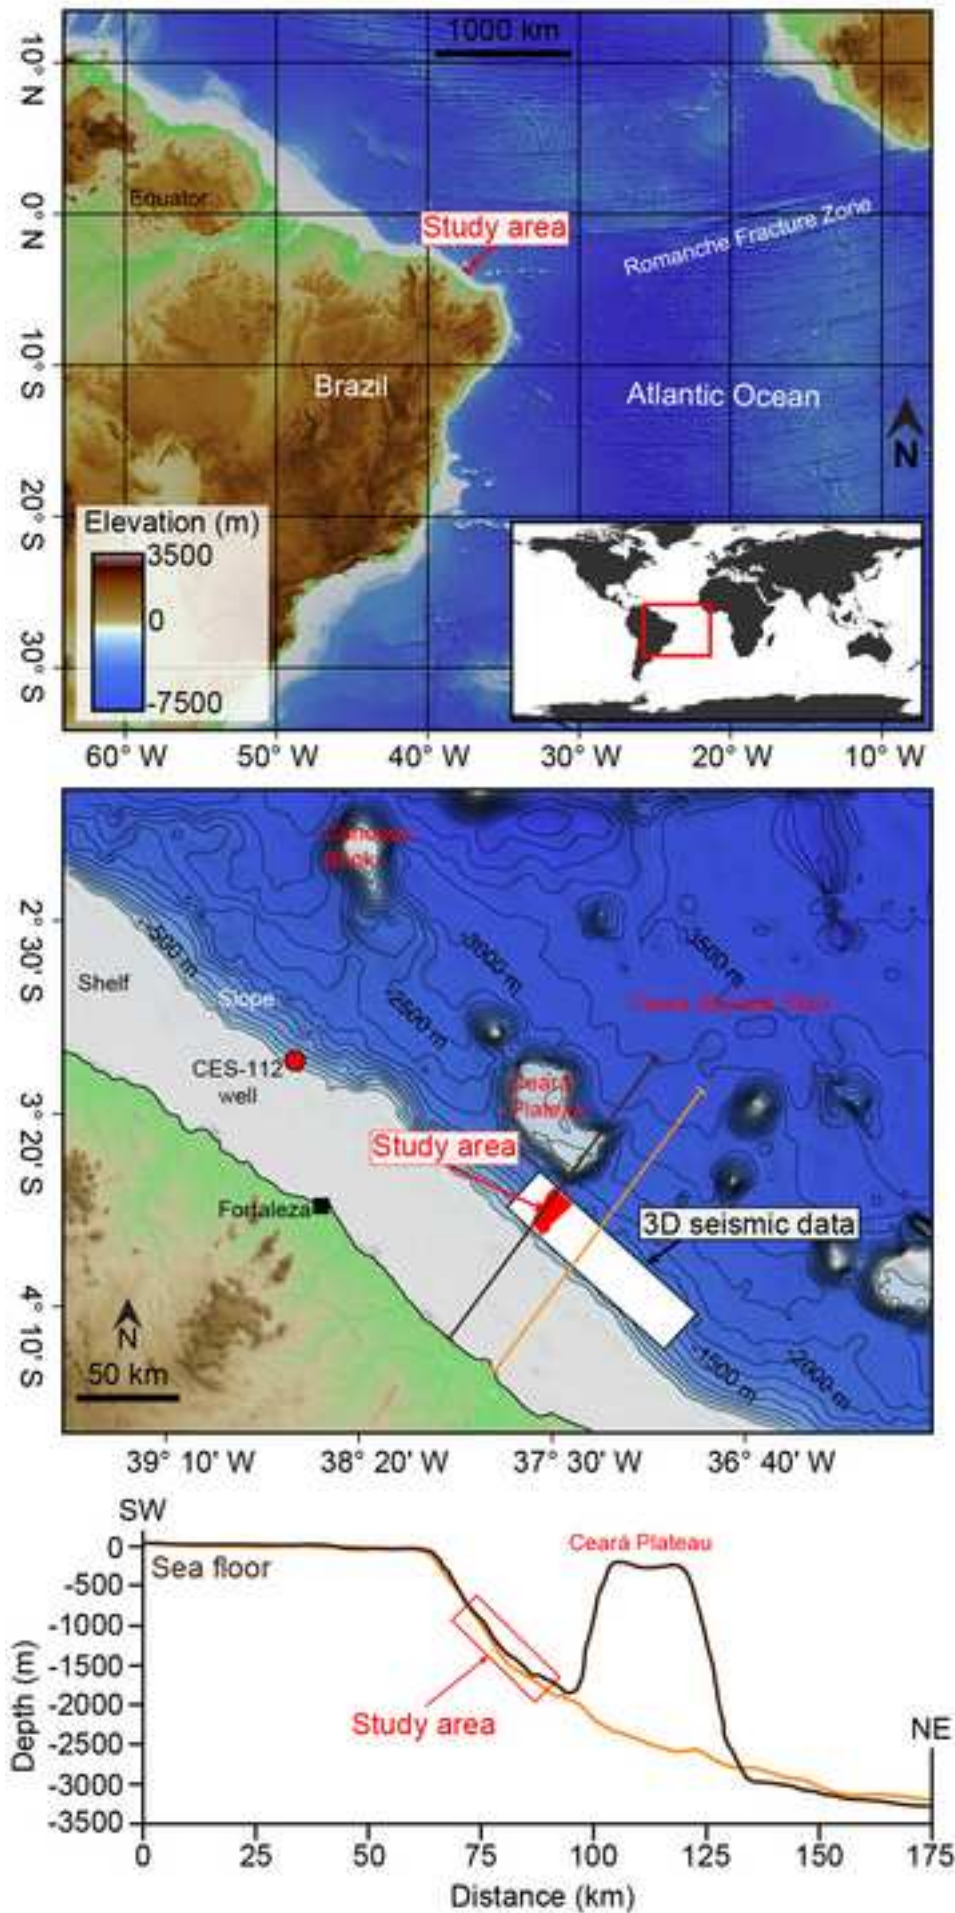 1000 km
10° N
Equator
0° N
Study area
Romanche Fracture Zone
10° S
Brazil
Atlantic Ocean
N
20° S
Elevation (m)
3500
0
-7500
30° S
60° W
50° W
40° W
30° W
20° W
10° W
2° 30' S
-500 m
-3000 m
3500 m
Shelf
Slope
-2500 m
CES-112
well
Ceará
Plateau
3° 20' S
Study area
Fortaleza
3D seismic data
4° 10' S
N
50 km
-1500 m
-2000 m
39° 10' W
38° 20' W
37° 30' W
36° 40' W
SW
0
Sea floor
Ceará Plateau
-500
-1000
-1500
-2000
Study area
NE
-2500
-3000
-3500
Depth (m)
0
25
50
75
100
125
150
175
Distance (km)